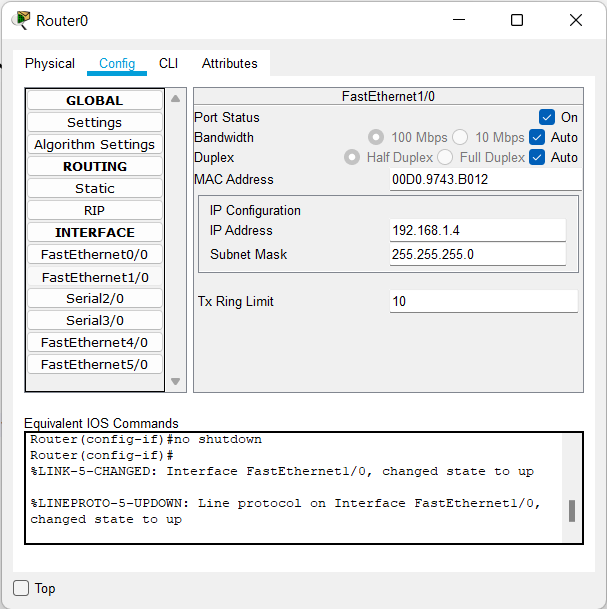 Router0
Physical Config CLI Attributes
GLOBAL
Settings
Algorithm Settings
ROUTING
Static
RIP
INTERFACE
FastEthernet0/0
FastEthernet1/0
Serial2/0
Serial3/0
FastEthernet4/0
FastEthernet5/0
FastEthernet1/0
Port Status On
Bandwidth 100 Mbps 10 Mbps Auto
Duplex Half Duplex Full Duplex Auto
MAC Address 00D0.9743.B012
IP Configuration
IP Address 192.168.1.4
Subnet Mask 255.255.255.0
Tx Ring Limit 10
Equivalent IOS Commands
Router(config-if)#no shutdown
Router(config-if)#
%LINK-5-CHANGED: Interface FastEthernet1/0, changed state to up
%LINEPROTO-5-UPDOWN: Line protocol on Interface FastEthernet1/0,
changed state to up
Top